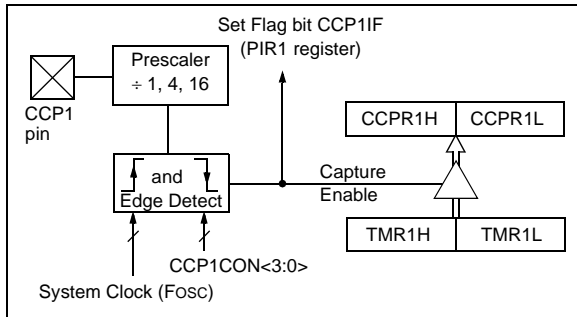 Set Flag bit CCP1IF
(PIR1 register)
Prescaler
÷ 1, 4, 16
CCP1
pin
CCPR1H CCPR1L
and
Edge Detect
Capture
Enable
TMR1H TMR1L
CCP1CON<3:0>
System Clock (FOSC)